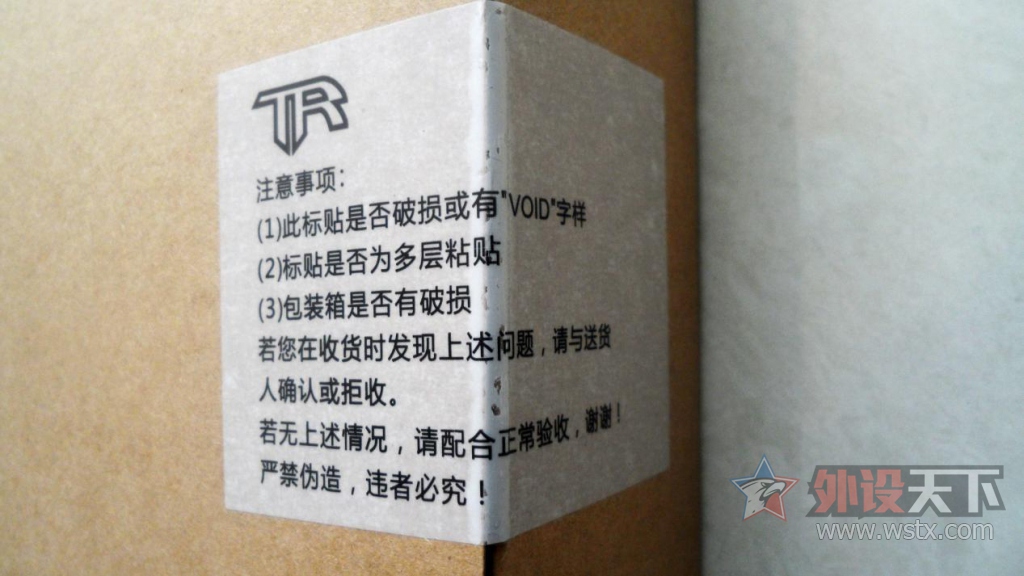 TR
注意事项：
(1)此标贴是否破损或有"VOID"字样
(2)标贴是否为多层粘贴
(3)包装箱是否有破损
若您在收货时发现上述问题，请与送货
人确认或拒收。
若无上述情况，请配合正常验收，谢谢！
严禁伪造，违者必究！
外设天下
www.wstx.com